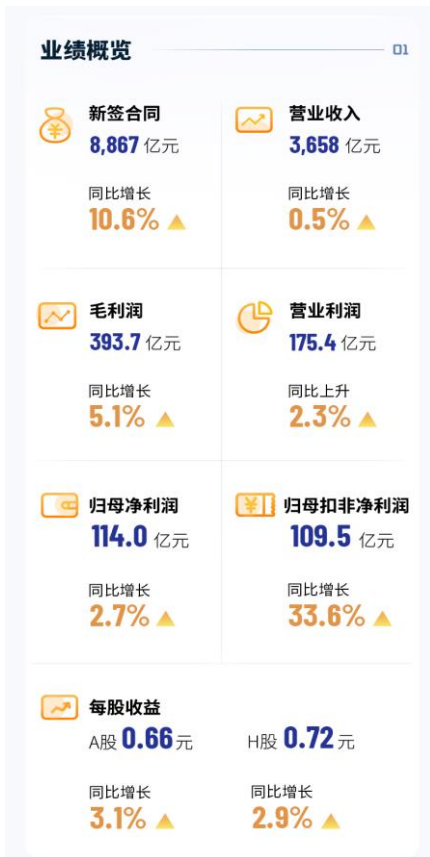 业绩概览 01
新签合同
8,867 亿元
同比增长
10.6%
营业收入
3,658 亿元
同比增长
0.5%
毛利润
393.7 亿元
同比增长
5.1%
营业利润
175.4 亿元
同比上升
2.3%
归母净利润
114.0 亿元
同比增长
2.7%
归母扣非净利润
109.5 亿元
同比增长
33.6%
每股收益
A股 0.66 元
同比增长
3.1%
H股 0.72 元
同比增长
2.9%